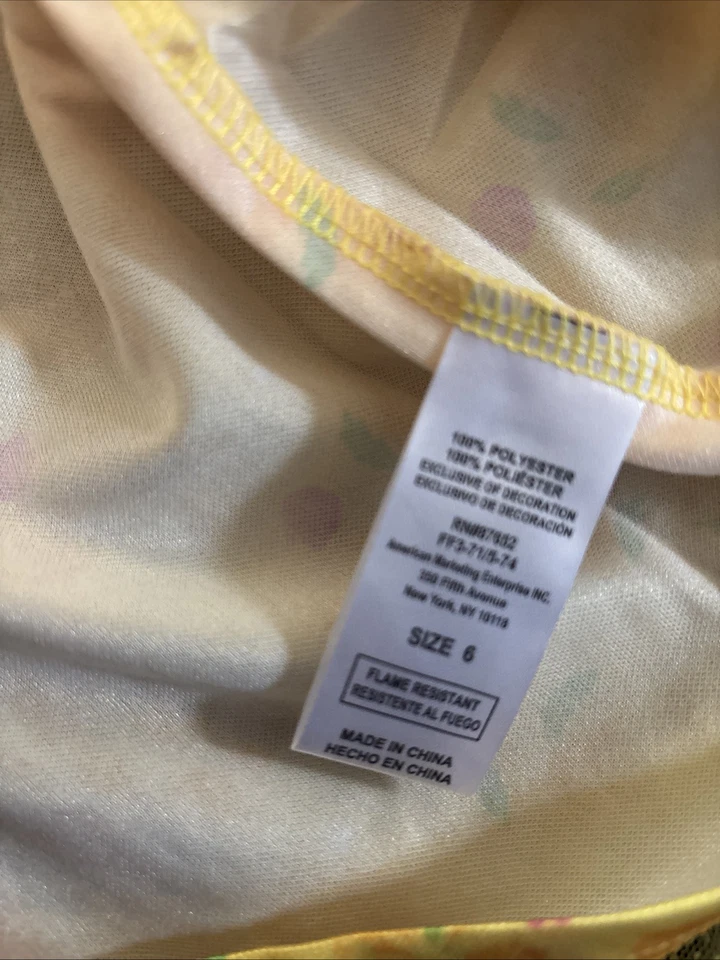 100% POLYESTER
100% POLIÉSTER
EXCLUSIVE OF DECORATION
EXCLUSIVO DE DECORACIÓN
RN#87652
FF3-71/5-74
American Marketing Enterprise INC.
Fifth Avenue
New York, NY 10118
SIZE 6
FLAME RESISTANT
RESISTENTE AL FUEGO
MADE IN CHINA
HECHO EN CHINA